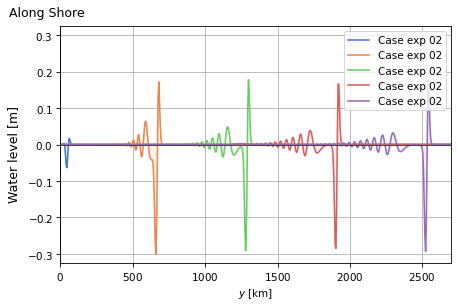 Along Shore
Water level [m]
0.3
0.2
0.1
0.0
−0.1
−0.2
−0.3
Case exp 02
Case exp 02
Case exp 02
Case exp 02
Case exp 02
0
500
1000
1500
2000
2500
y [km]